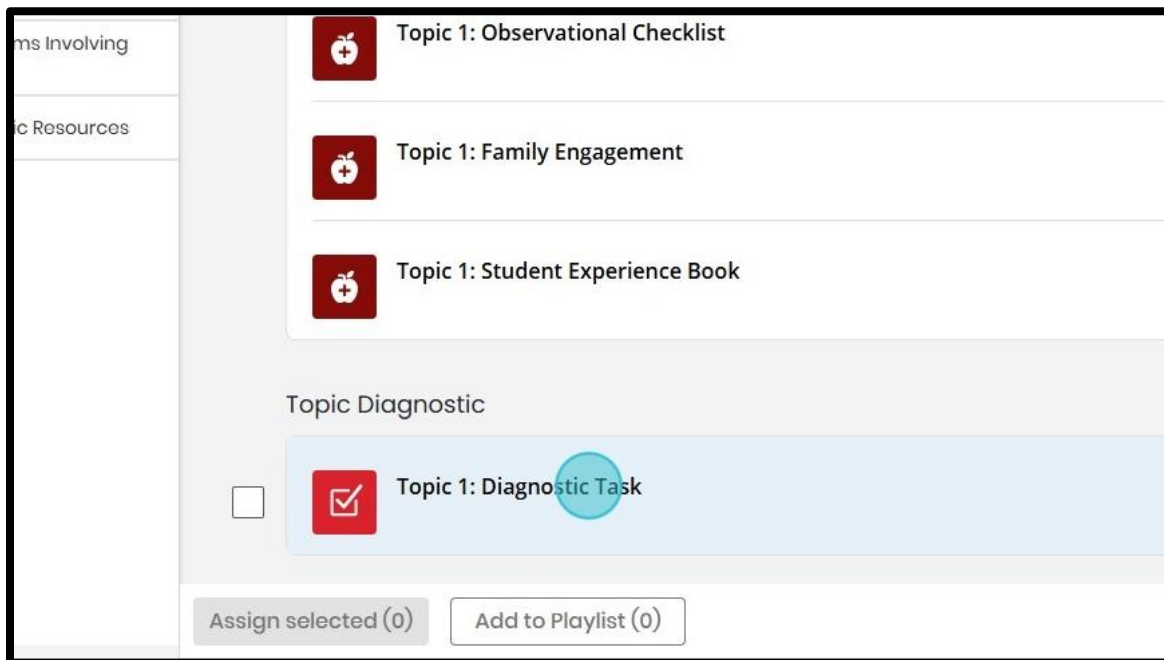 ms Involving
ic Resources
Topic 1: Observational Checklist
Topic 1: Family Engagement
Topic 1: Student Experience Book
Topic Diagnostic
Topic 1: Diagnostic Task
Assign selected (0)
Add to Playlist (0)